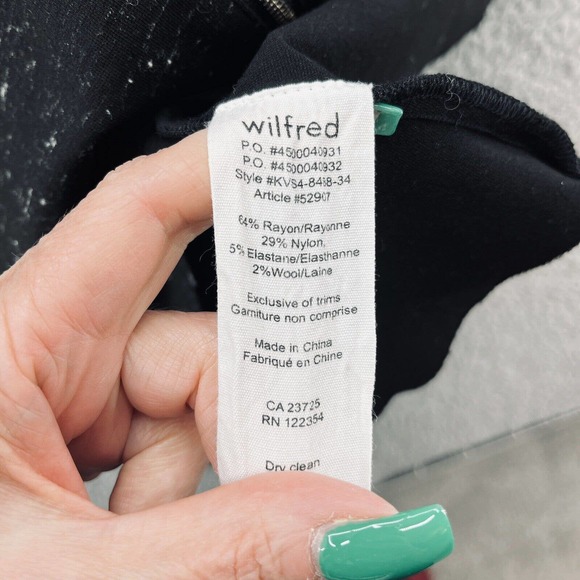 wilfred
P.O. #4500040931
P.O. #4500040932
Style #KVS4-8468-34
Article #52907
64% Rayon/Rayonne
29% Nylon,
5% Elastane/Elasthanne
2% Wool/Laine
Exclusive of trims
Garniture non comprise
Made in China
Fabriqué en Chine
CA 23725
RN 122354
Dry clean